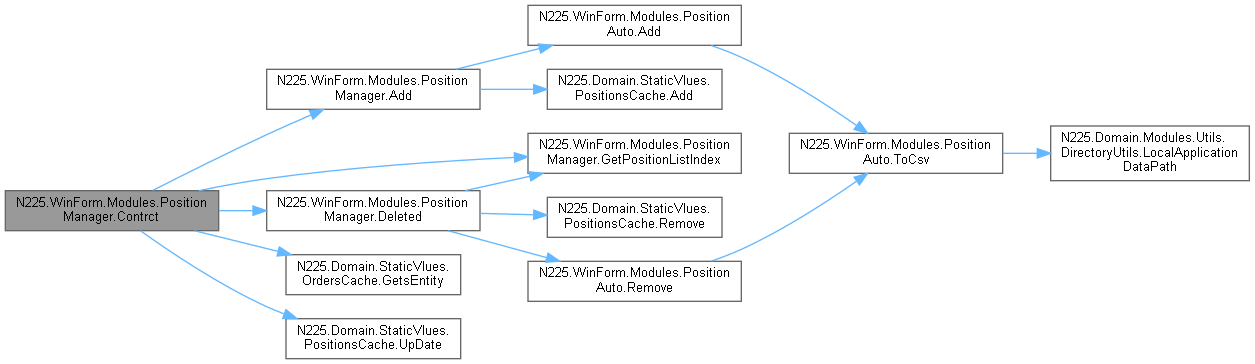 N225.WinForm.Modules.Position
Auto.Add
N225.WinForm.Modules.Position
Manager.Add
N225.Domain.StaticVlues.
PositionsCache.Add
N225.WinForm.Modules.Position
Manager.GetPositionListIndex
N225.WinForm.Modules.Position
Auto.ToCsv
N225.Domain.Modules.Utils.
DirectoryUtils.LocalApplication
DataPath
N225.WinForm.Modules.Position
Manager.Contrct
N225.WinForm.Modules.Position
Manager.Deleted
N225.Domain.StaticVlues.
PositionsCache.Remove
N225.Domain.StaticVlues.
OrdersCache.GetsEntity
N225.WinForm.Modules.Position
Auto.Remove
N225.Domain.StaticVlues.
PositionsCache.UpDate